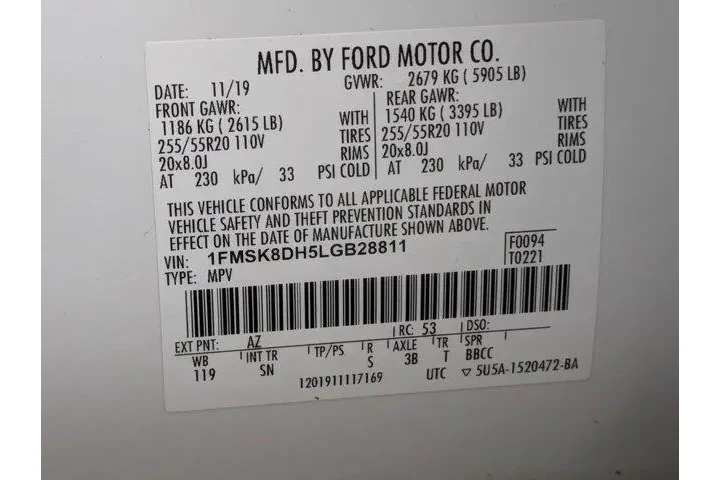 MFD. BY FORD MOTOR CO.
DATE: 11/19 GVWR: 2679 KG ( 5905 LB)
FRONT GAWR: REAR GAWR:
1186 KG ( 2615 LB) WITH 1540 KG ( 3395 LB) WITH
255/55R20 110V TIRES 255/55R20 110V TIRES
20x8.0J RIMS 20x8.0J RIMS
AT 230 kPa/ 33 PSI COLD AT 230 kPa/ 33 PSI COLD
THIS VEHICLE CONFORMS TO ALL APPLICABLE FEDERAL MOTOR
VEHICLE SAFETY AND THEFT PREVENTION STANDARDS IN
EFFECT ON THE DATE OF MANUFACTURE SHOWN ABOVE.
VIN: 1FMSK8DH5LGB28811 F0094
TYPE: MPV T0221
EXT PNT: AZ RC: 53 DSO:
WB INT TR TP/PS R AXLE TR SPR
119 SN S 3B T BBCC
1201911117169 UTC ▽ 5U5A-1520472-BA